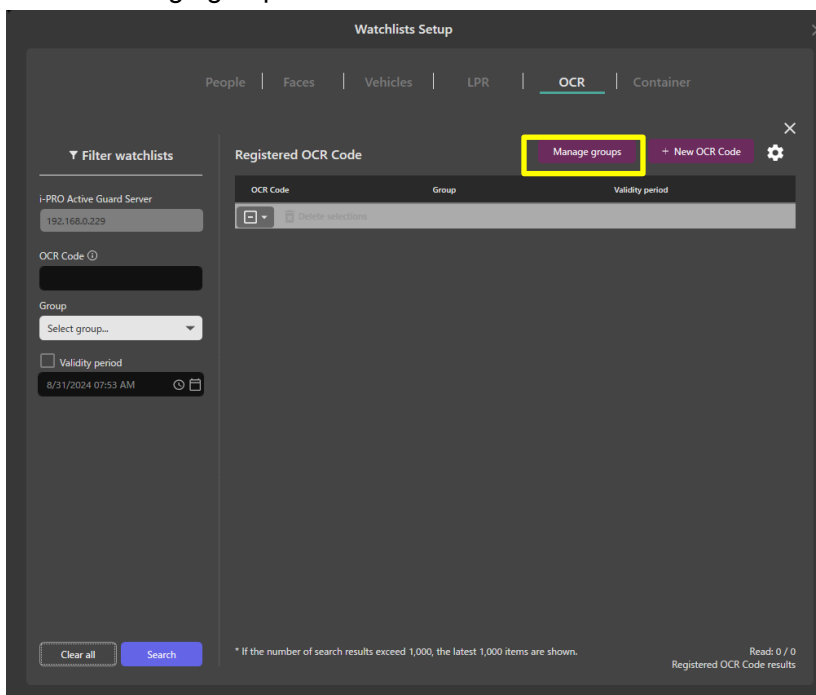 Watchlists Setup
People | Faces | Vehicles | LPR | OCR | Container
Filter watchlists
i-PRO Active Guard Server
192.168.0.229
OCR Code
Group
Select group...
Validity period
8/31/2024 07:53 AM
Clear all
Search
Registered OCR Code
Manage groups
+ New OCR Code
OCR Code Group Validity period
Delete selections
* If the number of search results exceed 1,000, the latest 1,000 items are shown.
Read: 0 / 0
Registered OCR Code results